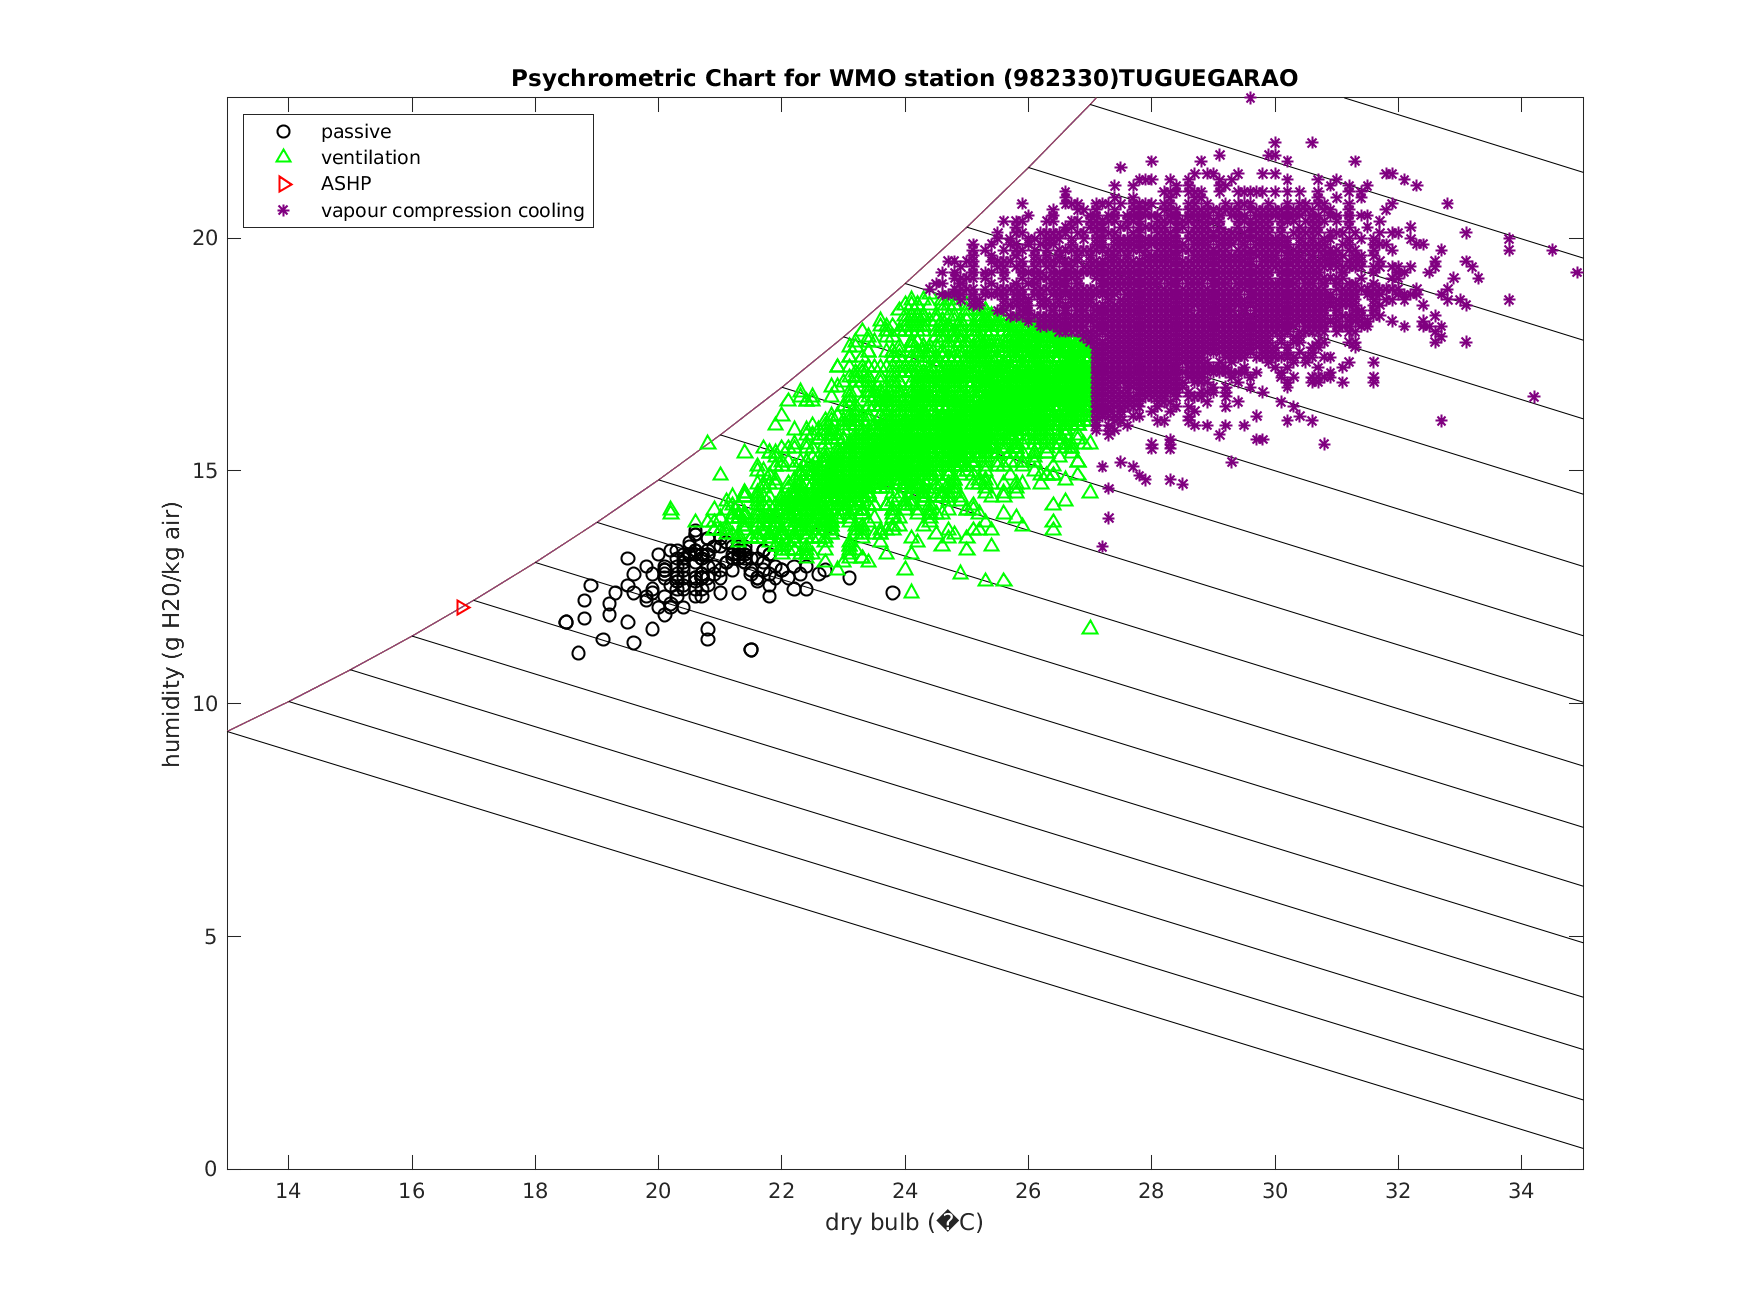 Psychrometric Chart for WMO station (982330)TUGUEGARAO
passive
ventilation
ASHP
vapour compression cooling
humidity (g H20/kg air)
20
15
10
5
0
14 16 18 20 22 24 26 28 30 32 34
dry bulb (�C)